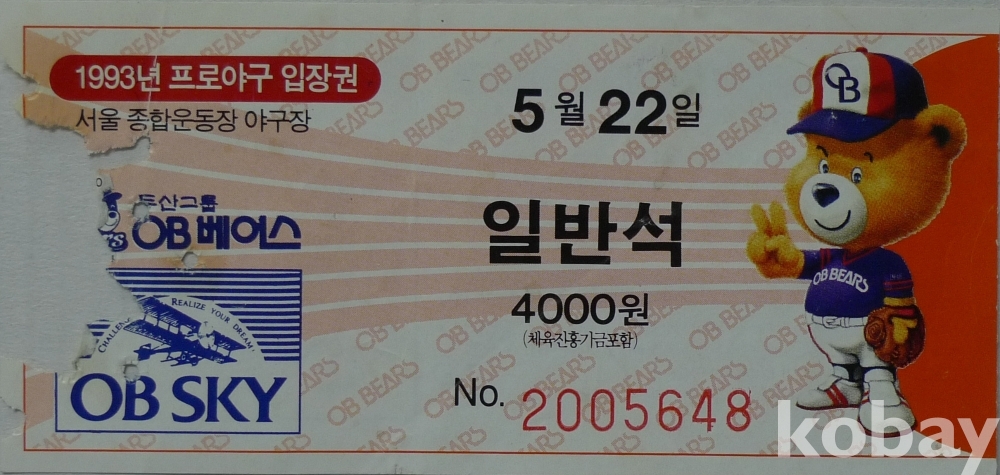 1993년 프로야구 입장권
서울 종합운동장 야구장
5월 22일
두산그룹
OB 베어스
일반석
4000원
(체육진흥기금포함)
No. 2005648
CHALLENGE REALIZE YOUR DREAM
OB SKY
OB
OB BEARS
OB BEARS
kobay